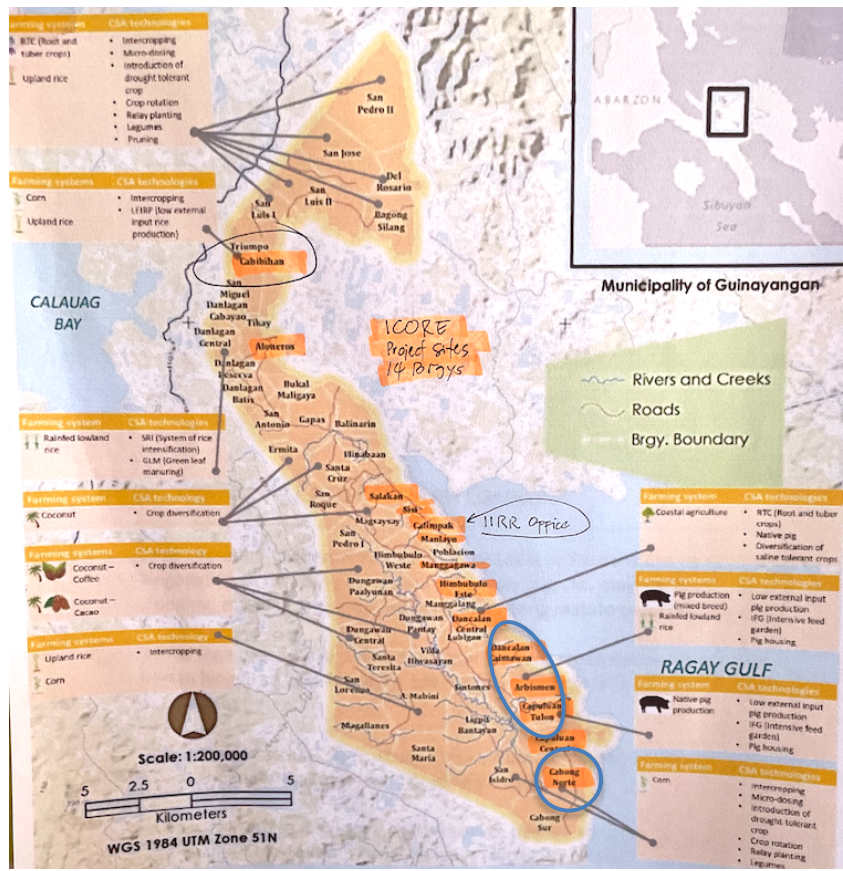 Farming systems
CSA technologies
RTC (Root and tuber crops)
Upland rice
• Intercropping
• Micro-dosing
• Introduction of drought tolerant crop
• Crop rotation
• Relay planting
• Legumes
• Pruning
Farming systems
CSA technologies
Corn
Upland rice
• Intercropping
• LEIRP (low external input rice production)
CALAUAG
BAY
Farming system
CSA technologies
Rainfed lowland rice
• SRI (System of rice intensification)
• GLM (Green leaf manuring)
Farming system
CSA technology
Coconut
• Crop diversification
Farming systems
CSA technology
Coconut – Coffee
Coconut – Cacao
• Crop diversification
Farming systems
CSA technology
Upland rice
Corn
• Intercropping
San
Pedro II
San Jose
Del
Rosario
San
Luis II
San
Luis I
Bagong
Silang
Triumpo
Cabibihan
San
Miguel
Danlagan
Cabayao
Tikay
Danlagan
Central
Aloneros
Danlagan
Reserva
Danlagan
Batis
Bukal
Maligaya
San
Antonio
Gapas
Balinarin
Ermita
Hinabaan
Santa
Cruz
San
Roque
Salakan
Sisi
Magsaysay
Calimpak
Manlayo
San
Pedro I
Poblacion
Himbubulo
Weste
Manggagawa
Dungawan
Paalyunan
Himbubulo
Este
Manggalang
Dungawan
Pantay
Dancalan
Central
Lubigan
Dungawan
Central
Villa
Hiwasayan
Dancalan
Caimawan
Santa
Teresita
San
Lorenzo
A. Mabini
Sintones
Arbismen
Capuluan
Tulon
Magallanes
Ligpit
Bantayan
Capuluan
Central
Santa
Maria
San
Isidro
Cabong
Norte
Cabong
Sur
ICORE
Project sites
14 Brgys
IIRR Office
ABARZON
Sibuyan
Sea
Municipality of Guinayangan
Rivers and Creeks
Roads
Brgy. Boundary
Farming system
CSA technologies
Coastal agriculture
• RTC (Root and tuber crops)
• Native pig
• Diversification of saline tolerant crops
Farming systems
CSA technologies
Pig production (mixed breed)
Rainfed lowland rice
• Low external input pig production
• IFG (Intensive feed garden)
• Pig housing
RAGAY GULF
Farming system
CSA technologies
Native pig production
• Low external input pig production
• IFG (Intensive feed garden)
• Pig housing
Farming system
CSA technologies
Corn
• Intercropping
• Micro-dosing
• Introduction of drought tolerant crop
• Crop rotation
• Relay planting
• Legumes
Scale: 1:200,000
5 2.5 0 5
Kilometers
WGS 1984 UTM Zone 51N